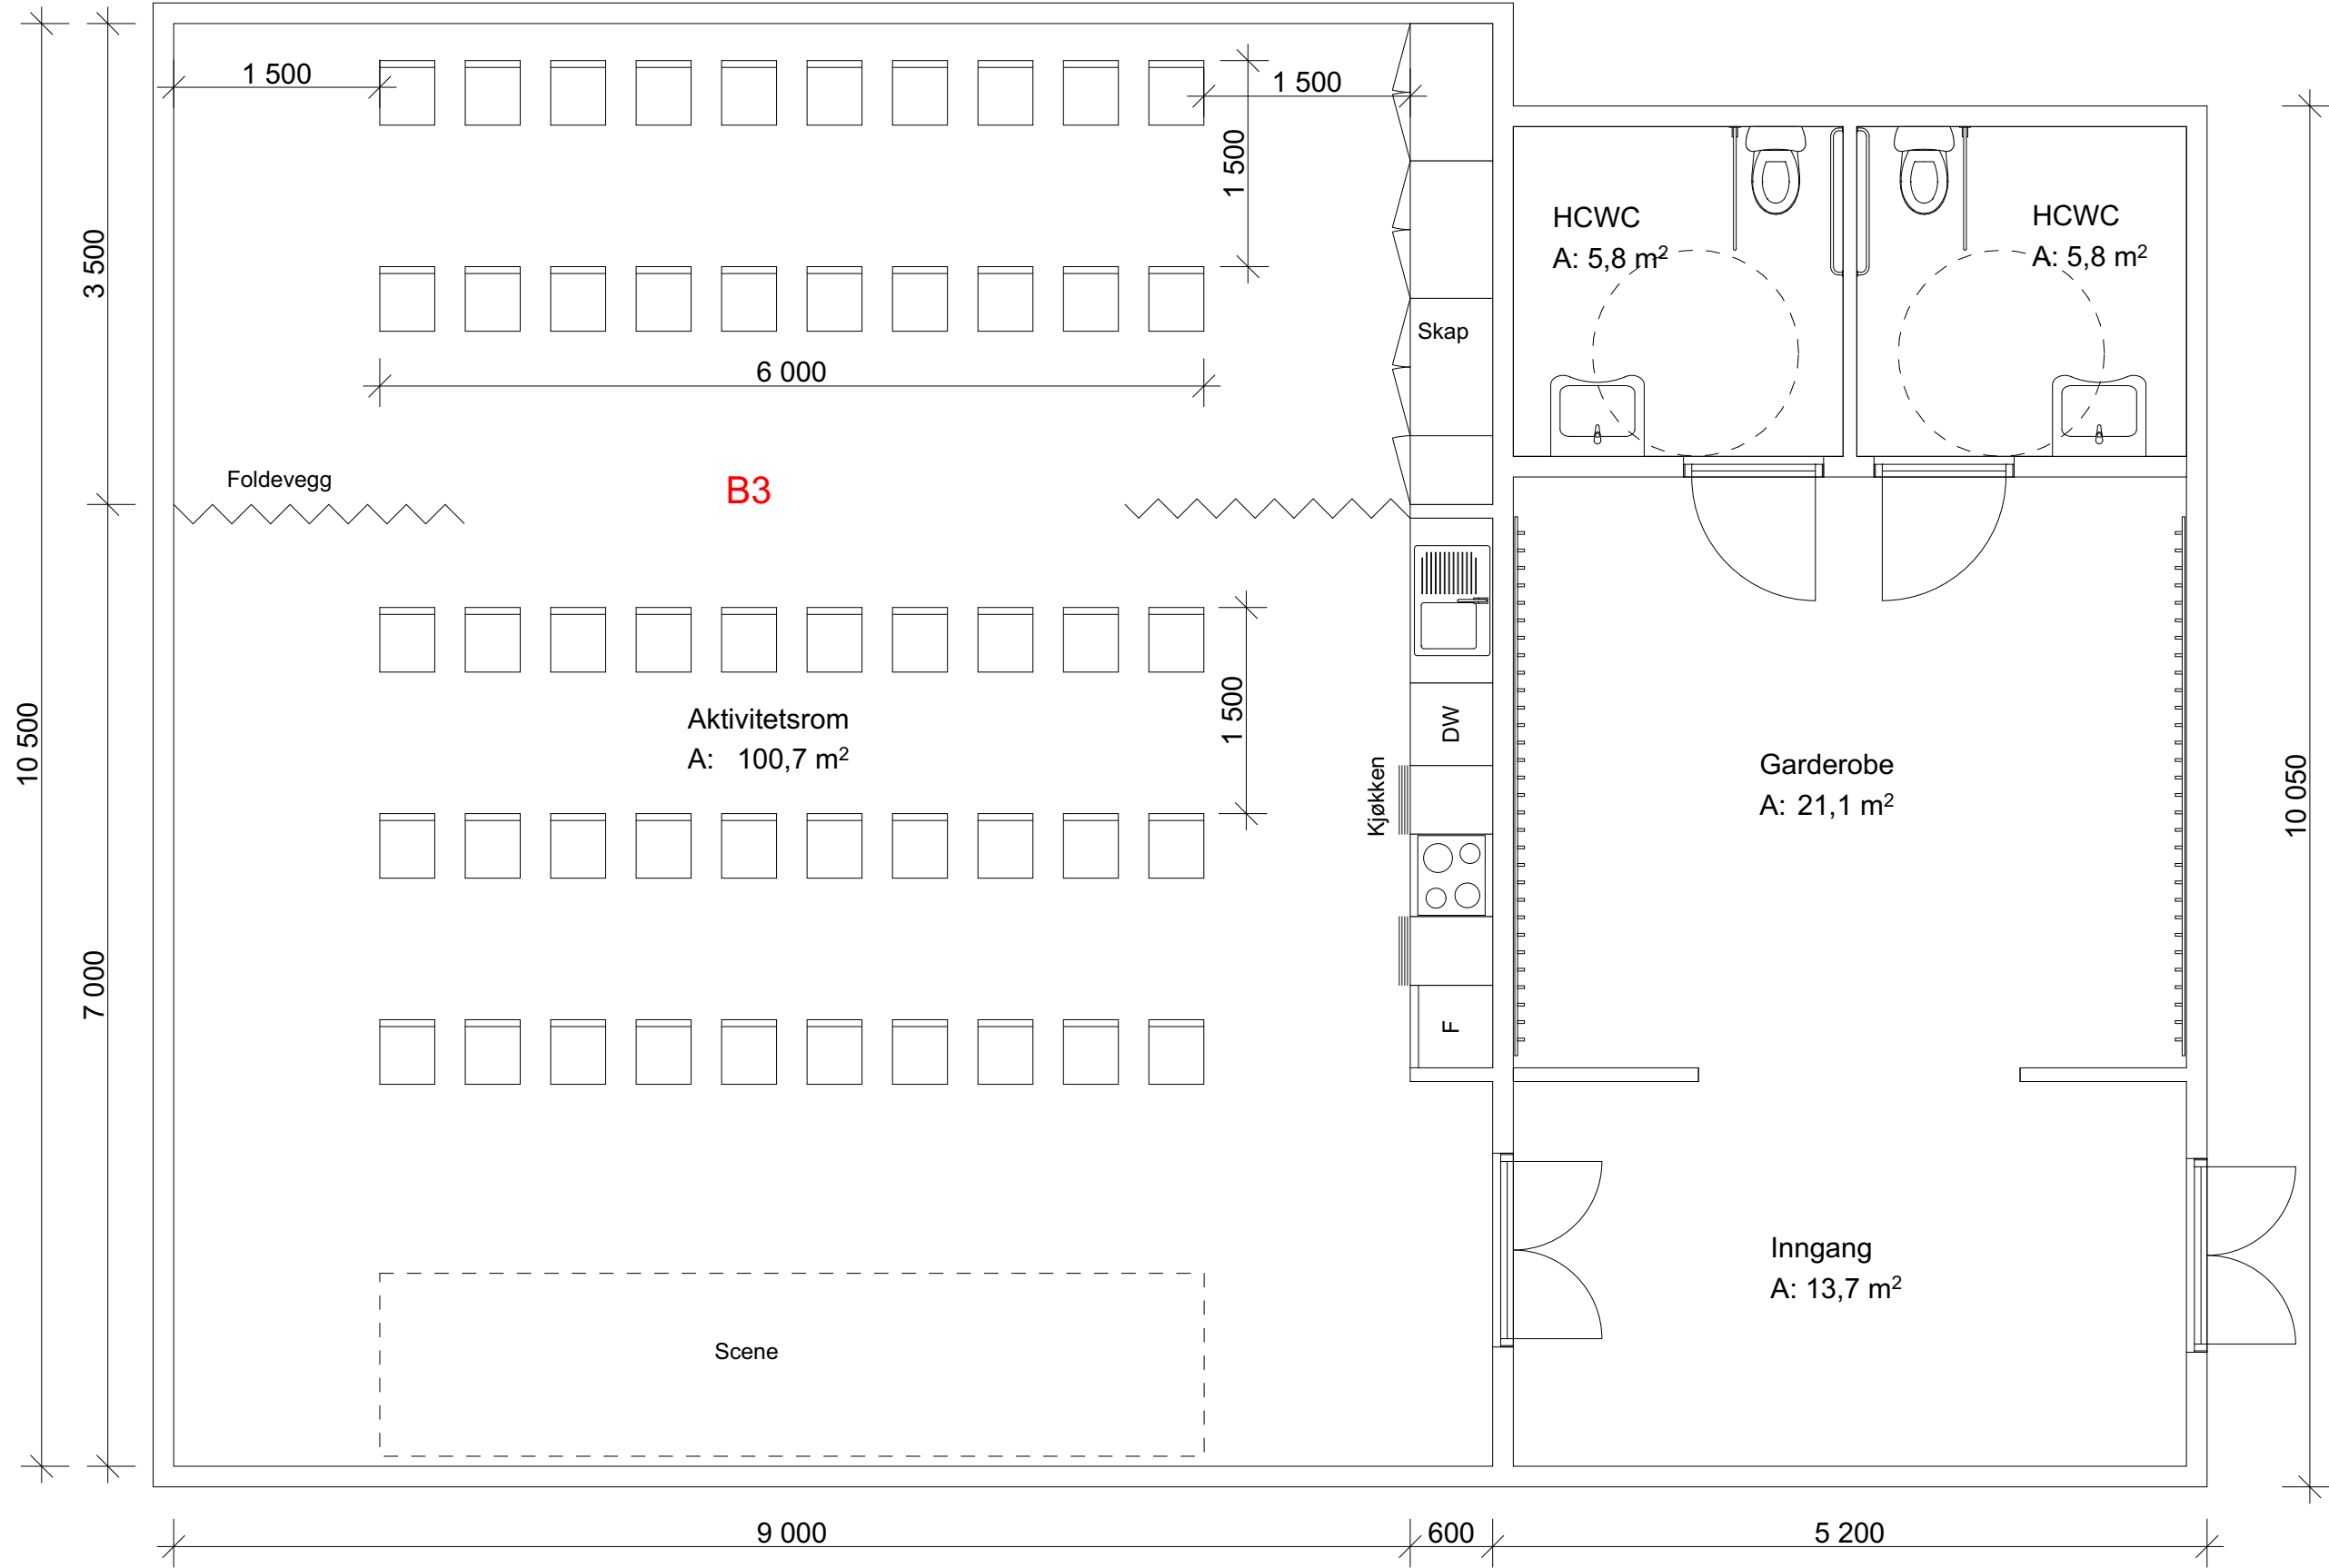 1 500
1 500
1 500
HCWC
A: 5,8 m²
HCWC
A: 5,8 m²
3 500
Skap
6 000
Foldevegg
B3
10 500
1 500
Aktivitetsrom
A: 100,7 m²
DW
Kjøkken
Garderobe
A: 21,1 m²
10 050
7 000
F
Inngang
A: 13,7 m²
Scene
9 000
600
5 200